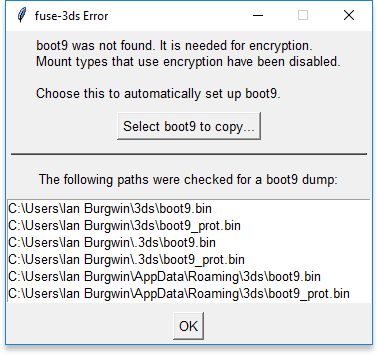 fuse-3ds Error
boot9 was not found. It is needed for encryption.
Mount types that use encryption have been disabled.
Choose this to automatically set up boot9.
Select boot9 to copy...
The following paths were checked for a boot9 dump:
C:\Users\Ian Burgwin\3ds\boot9.bin
C:\Users\Ian Burgwin\3ds\boot9_prot.bin
C:\Users\Ian Burgwin\.3ds\boot9.bin
C:\Users\Ian Burgwin\.3ds\boot9_prot.bin
C:\Users\Ian Burgwin\AppData\Roaming\3ds\boot9.bin
C:\Users\Ian Burgwin\AppData\Roaming\3ds\boot9_prot.bin
OK